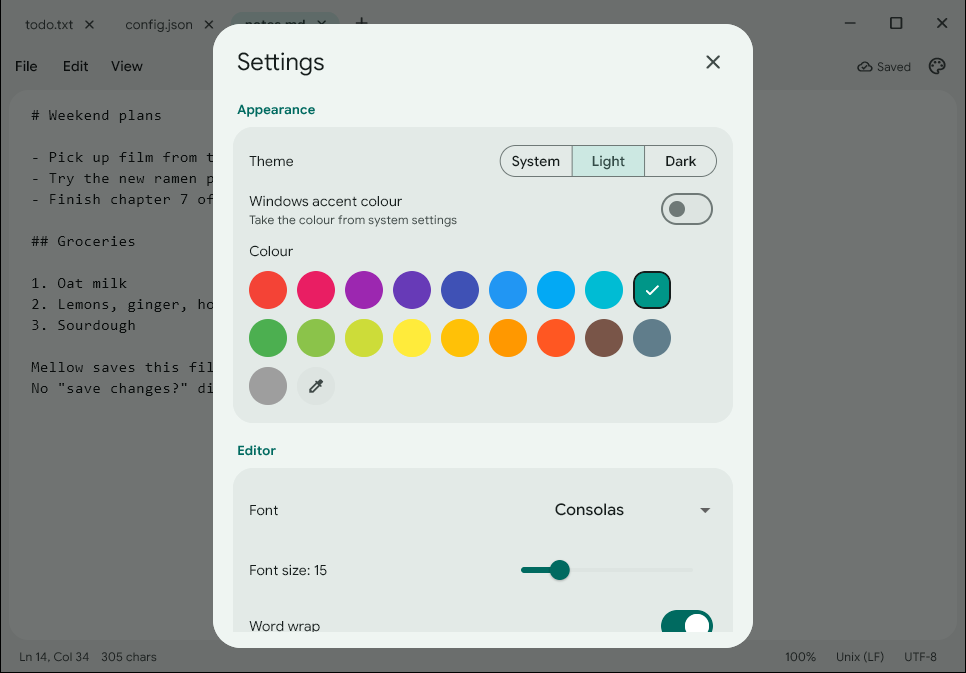 todo.txt
config.json
notes.md
File
Edit
View
Saved
# Weekend plans
- Pick up film from t
- Try the new ramen p
- Finish chapter 7 of
## Groceries
1. Oat milk
2. Lemons, ginger, ho
3. Sourdough
Mellow saves this fil
No "save changes?" di
Settings
Appearance
Theme
System
Light
Dark
Windows accent colour
Take the colour from system settings
Colour
Editor
Font
Consolas
Font size: 15
Word wrap
Ln 14, Col 34
305 chars
100%
Unix (LF)
UTF-8